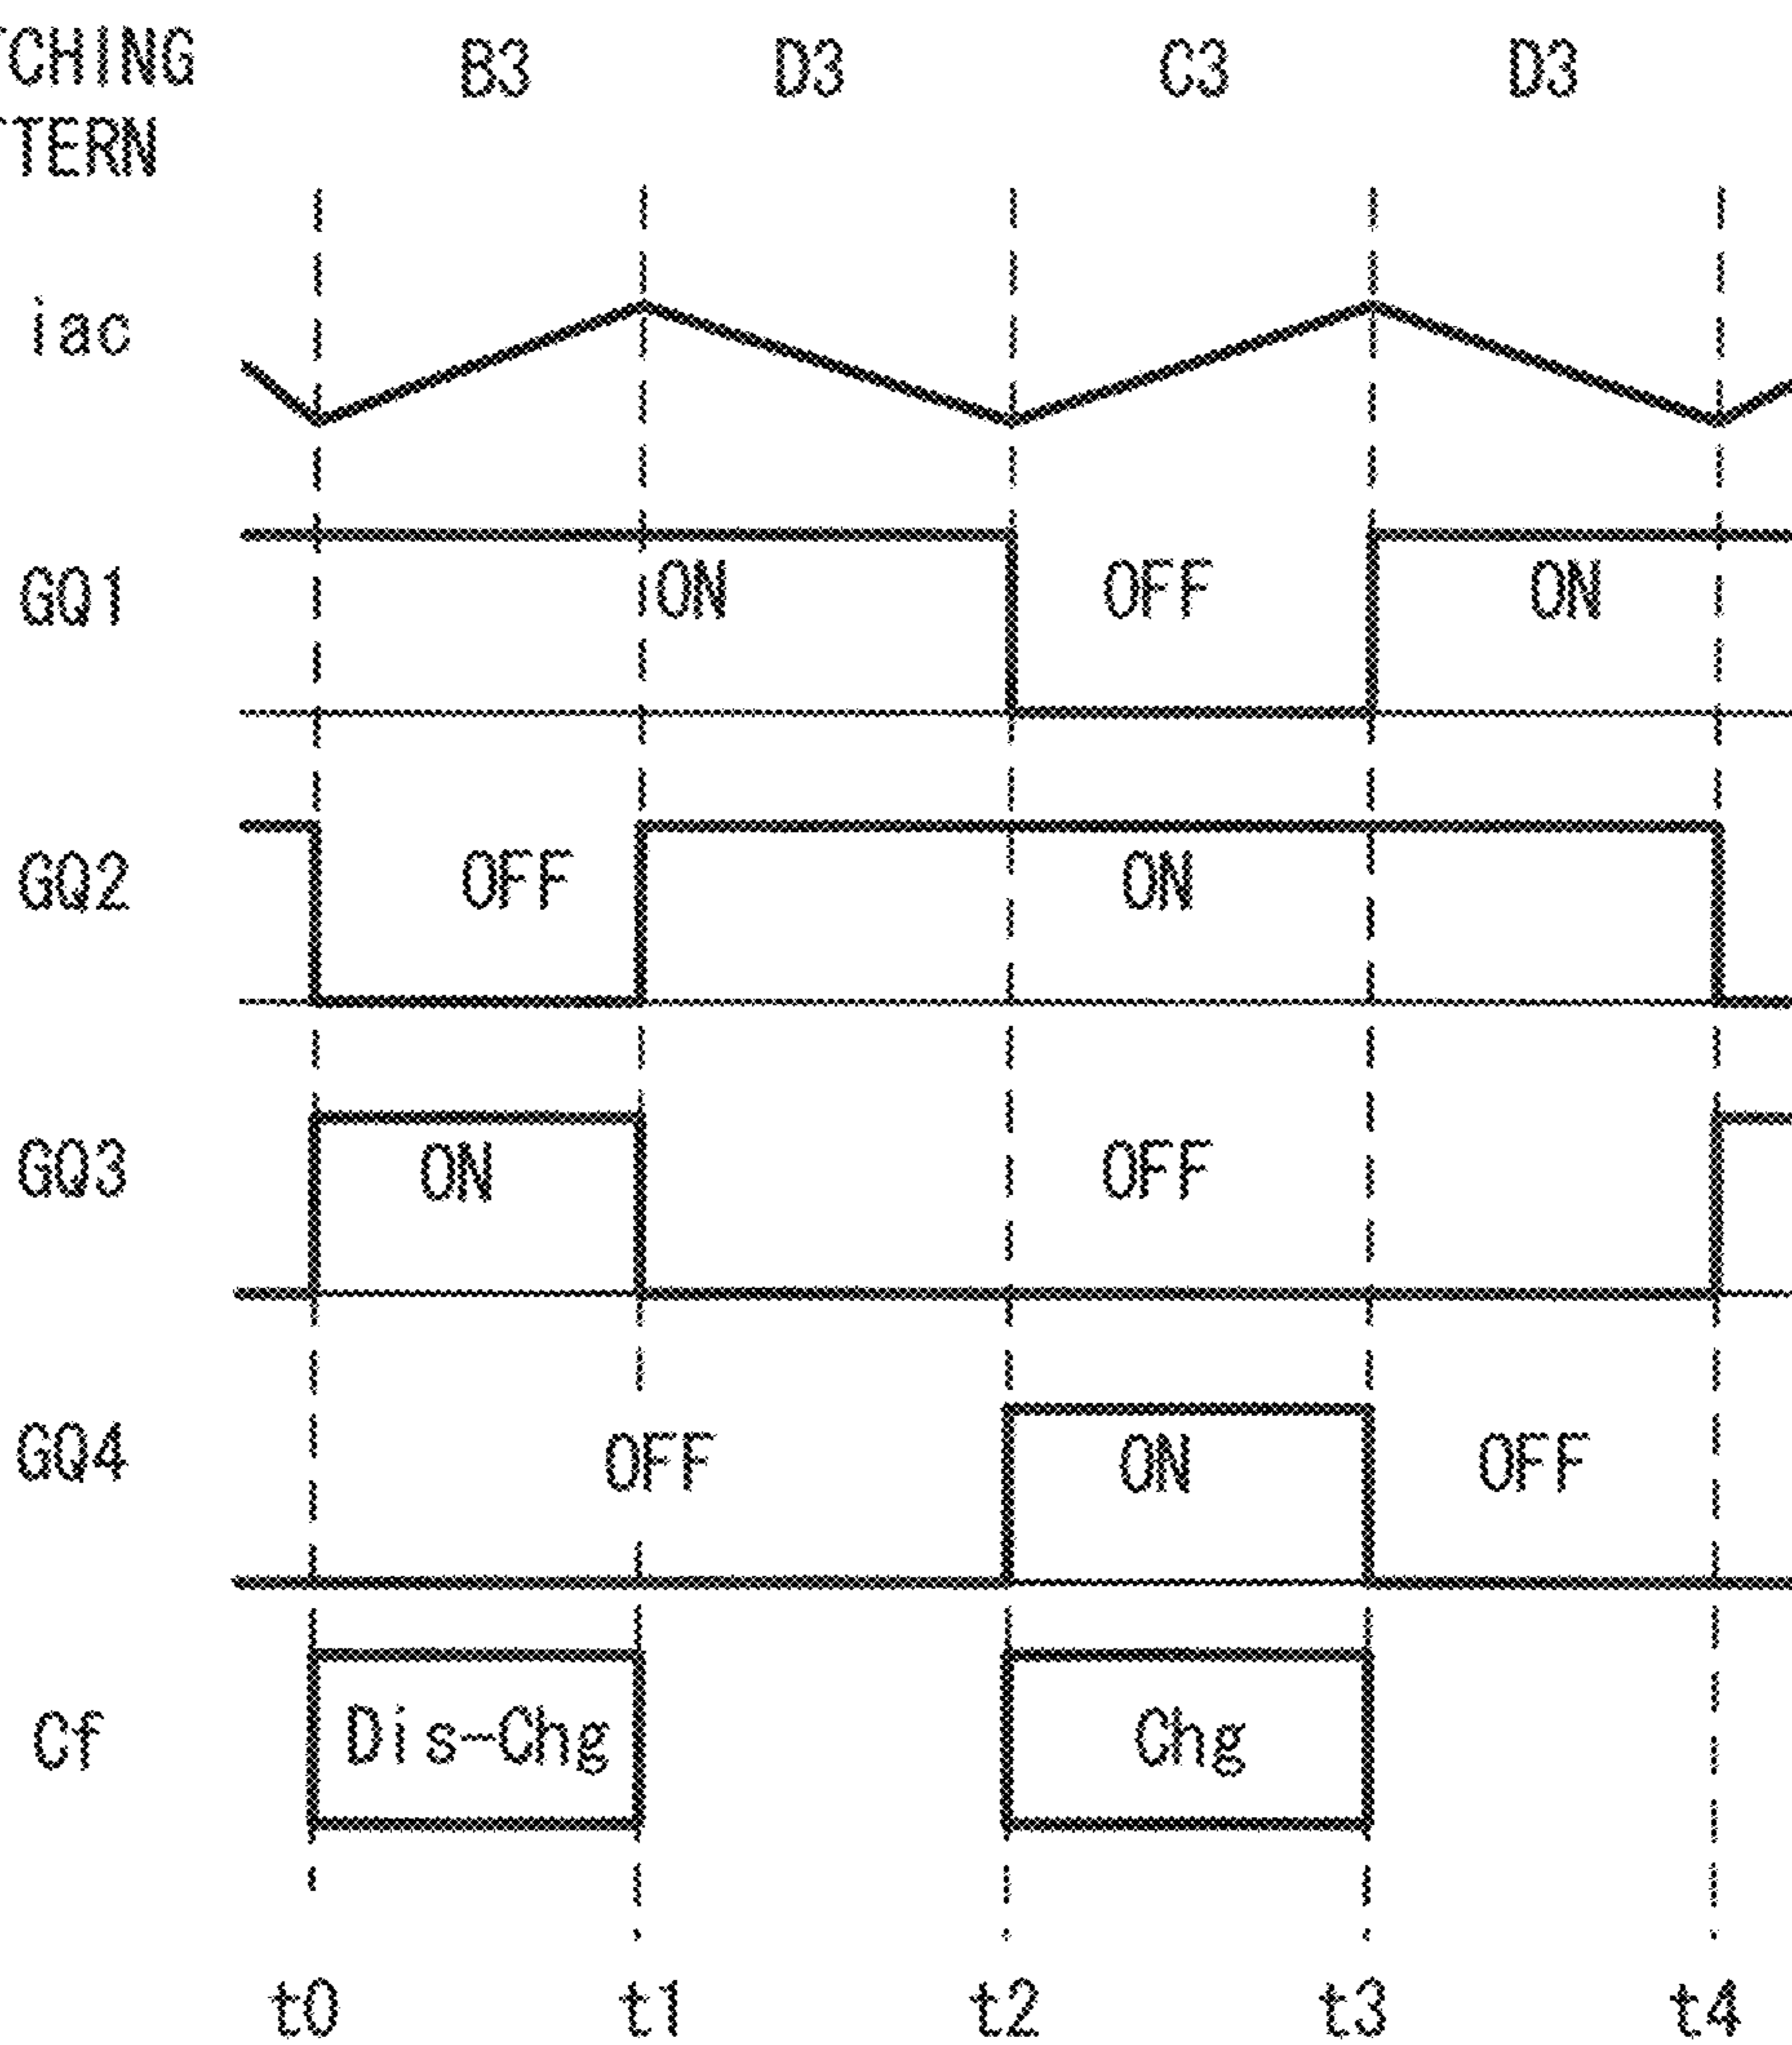 TCHING
TTERN
B3 D3 C3 D3
iac
GQ1 ON OFF ON
GQ2 OFF ON
GQ3 ON OFF
GQ4 OFF ON OFF
Cf Dis-Chg Chg
t0 t1 t2 t3 t4